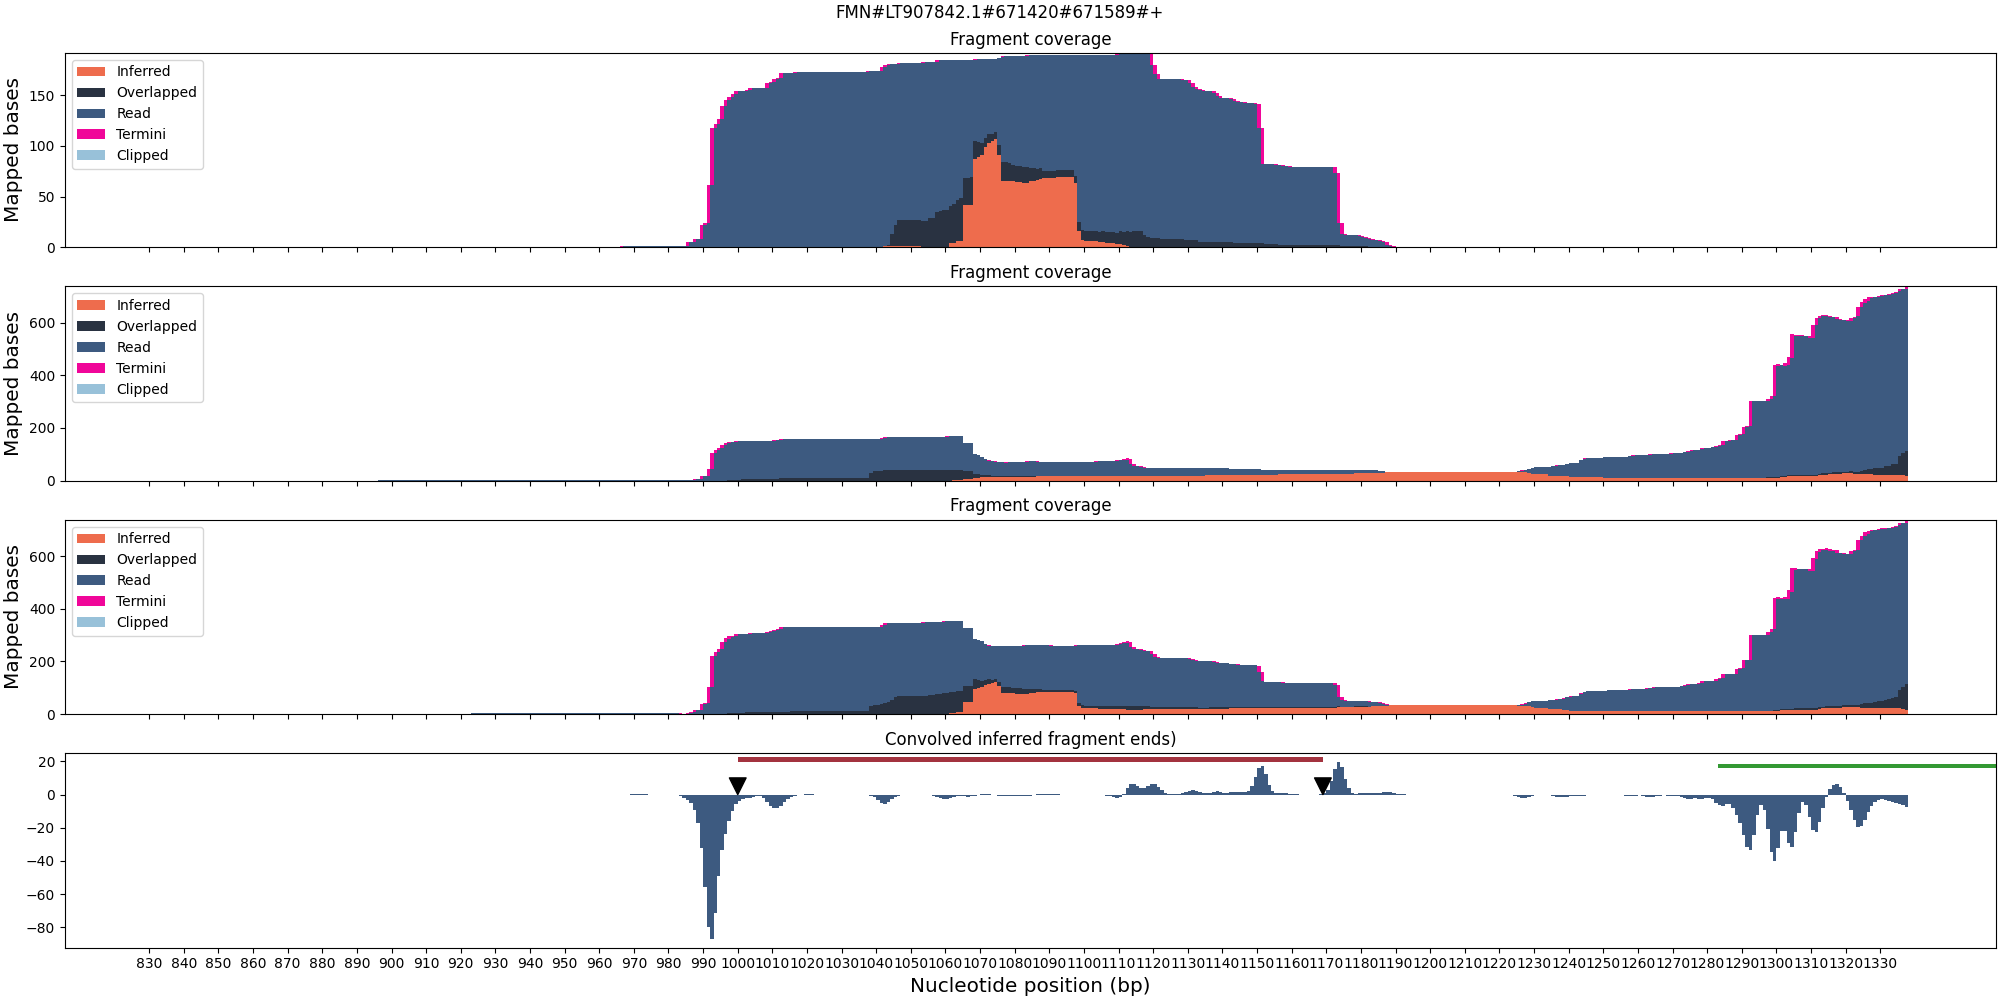 FMN#LT907842.1#671420#671589#+
Fragment coverage
Mapped bases
150
100
50
0
Inferred
Overlapped
Read
Termini
Clipped
Fragment coverage
Mapped bases
600
400
200
0
Inferred
Overlapped
Read
Termini
Clipped
Fragment coverage
Mapped bases
600
400
200
0
Inferred
Overlapped
Read
Termini
Clipped
Convolved inferred fragment ends)
20
0
−20
−40
−60
−80
830 840 850 860 870 880 890 900 910 920 930 940 950 960 970 980 990 1000 1010 1020 1030 1040 1050 1060 1070 1080 1090 1100 1110 1120 1130 1140 1150 1160 1170 1180 1190 1200 1210 1220 1230 1240 1250 1260 1270 1280 1290 1300 1310 1320 1330
Nucleotide position (bp)